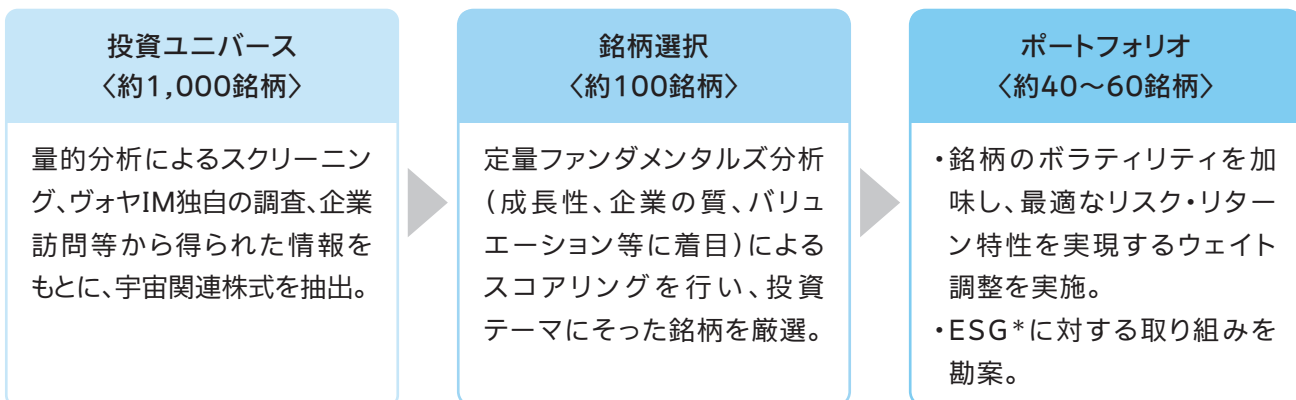 投資ユニバース
〈約1,000銘柄〉
量的分析によるスクリーニン
グ、ヴォヤIM独自の調査、企業
訪問等から得られた情報を
もとに、宇宙関連株式を抽出。
銘柄選択
〈約100銘柄〉
定量ファンダメンタルズ分析
(成長性、企業の質、バリュ
エーション等に着目)による
スコアリングを行い、投資
テーマにそった銘柄を厳選。
ポートフォリオ
〈約40～60銘柄〉
・銘柄のボラティリティを加
味し、最適なリスク・リター
ン特性を実現するウェイト
調整を実施。
・ESG*に対する取り組みを
勘案。